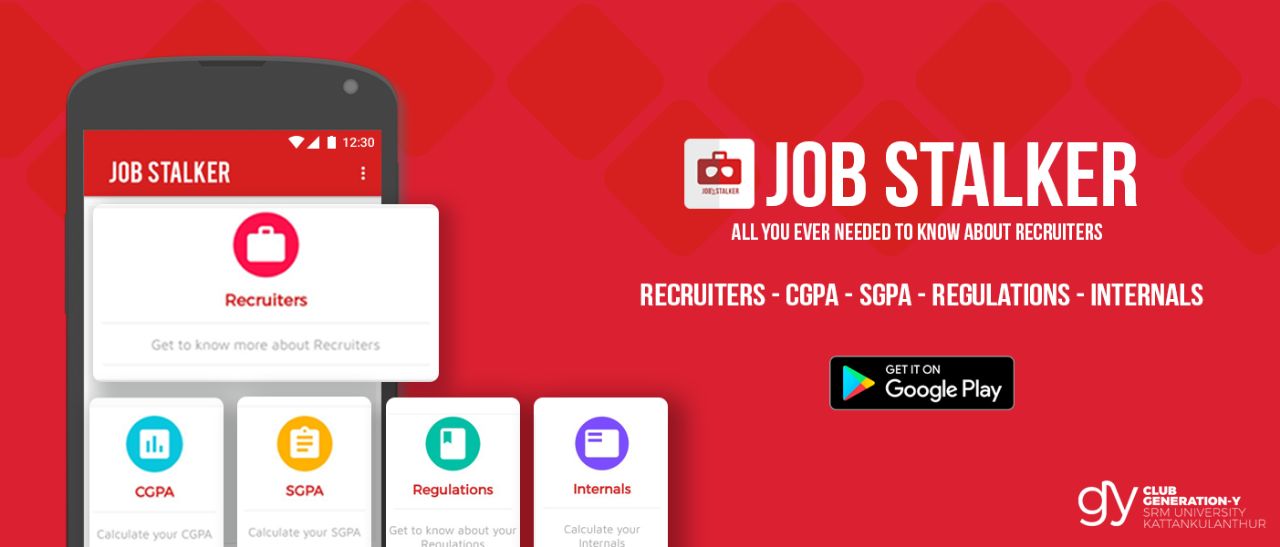 12:30
JOB STALKER
Recruiters
Get to know more about Recruiters
CGPA
Calculate your CGPA
SGPA
Calculate your SGPA
Regulations
Get to know about your
Regulations
Internals
Calculate your
Internals
JOB STALKER
JOB STALKER
ALL YOU EVER NEEDED TO KNOW ABOUT RECRUITERS
RECRUITERS - CGPA - SGPA - REGULATIONS - INTERNALS
GET IT ON
Google Play
gy
CLUB
GENERATION-Y
SRM UNIVERSITY
KATTANKULANTHUR